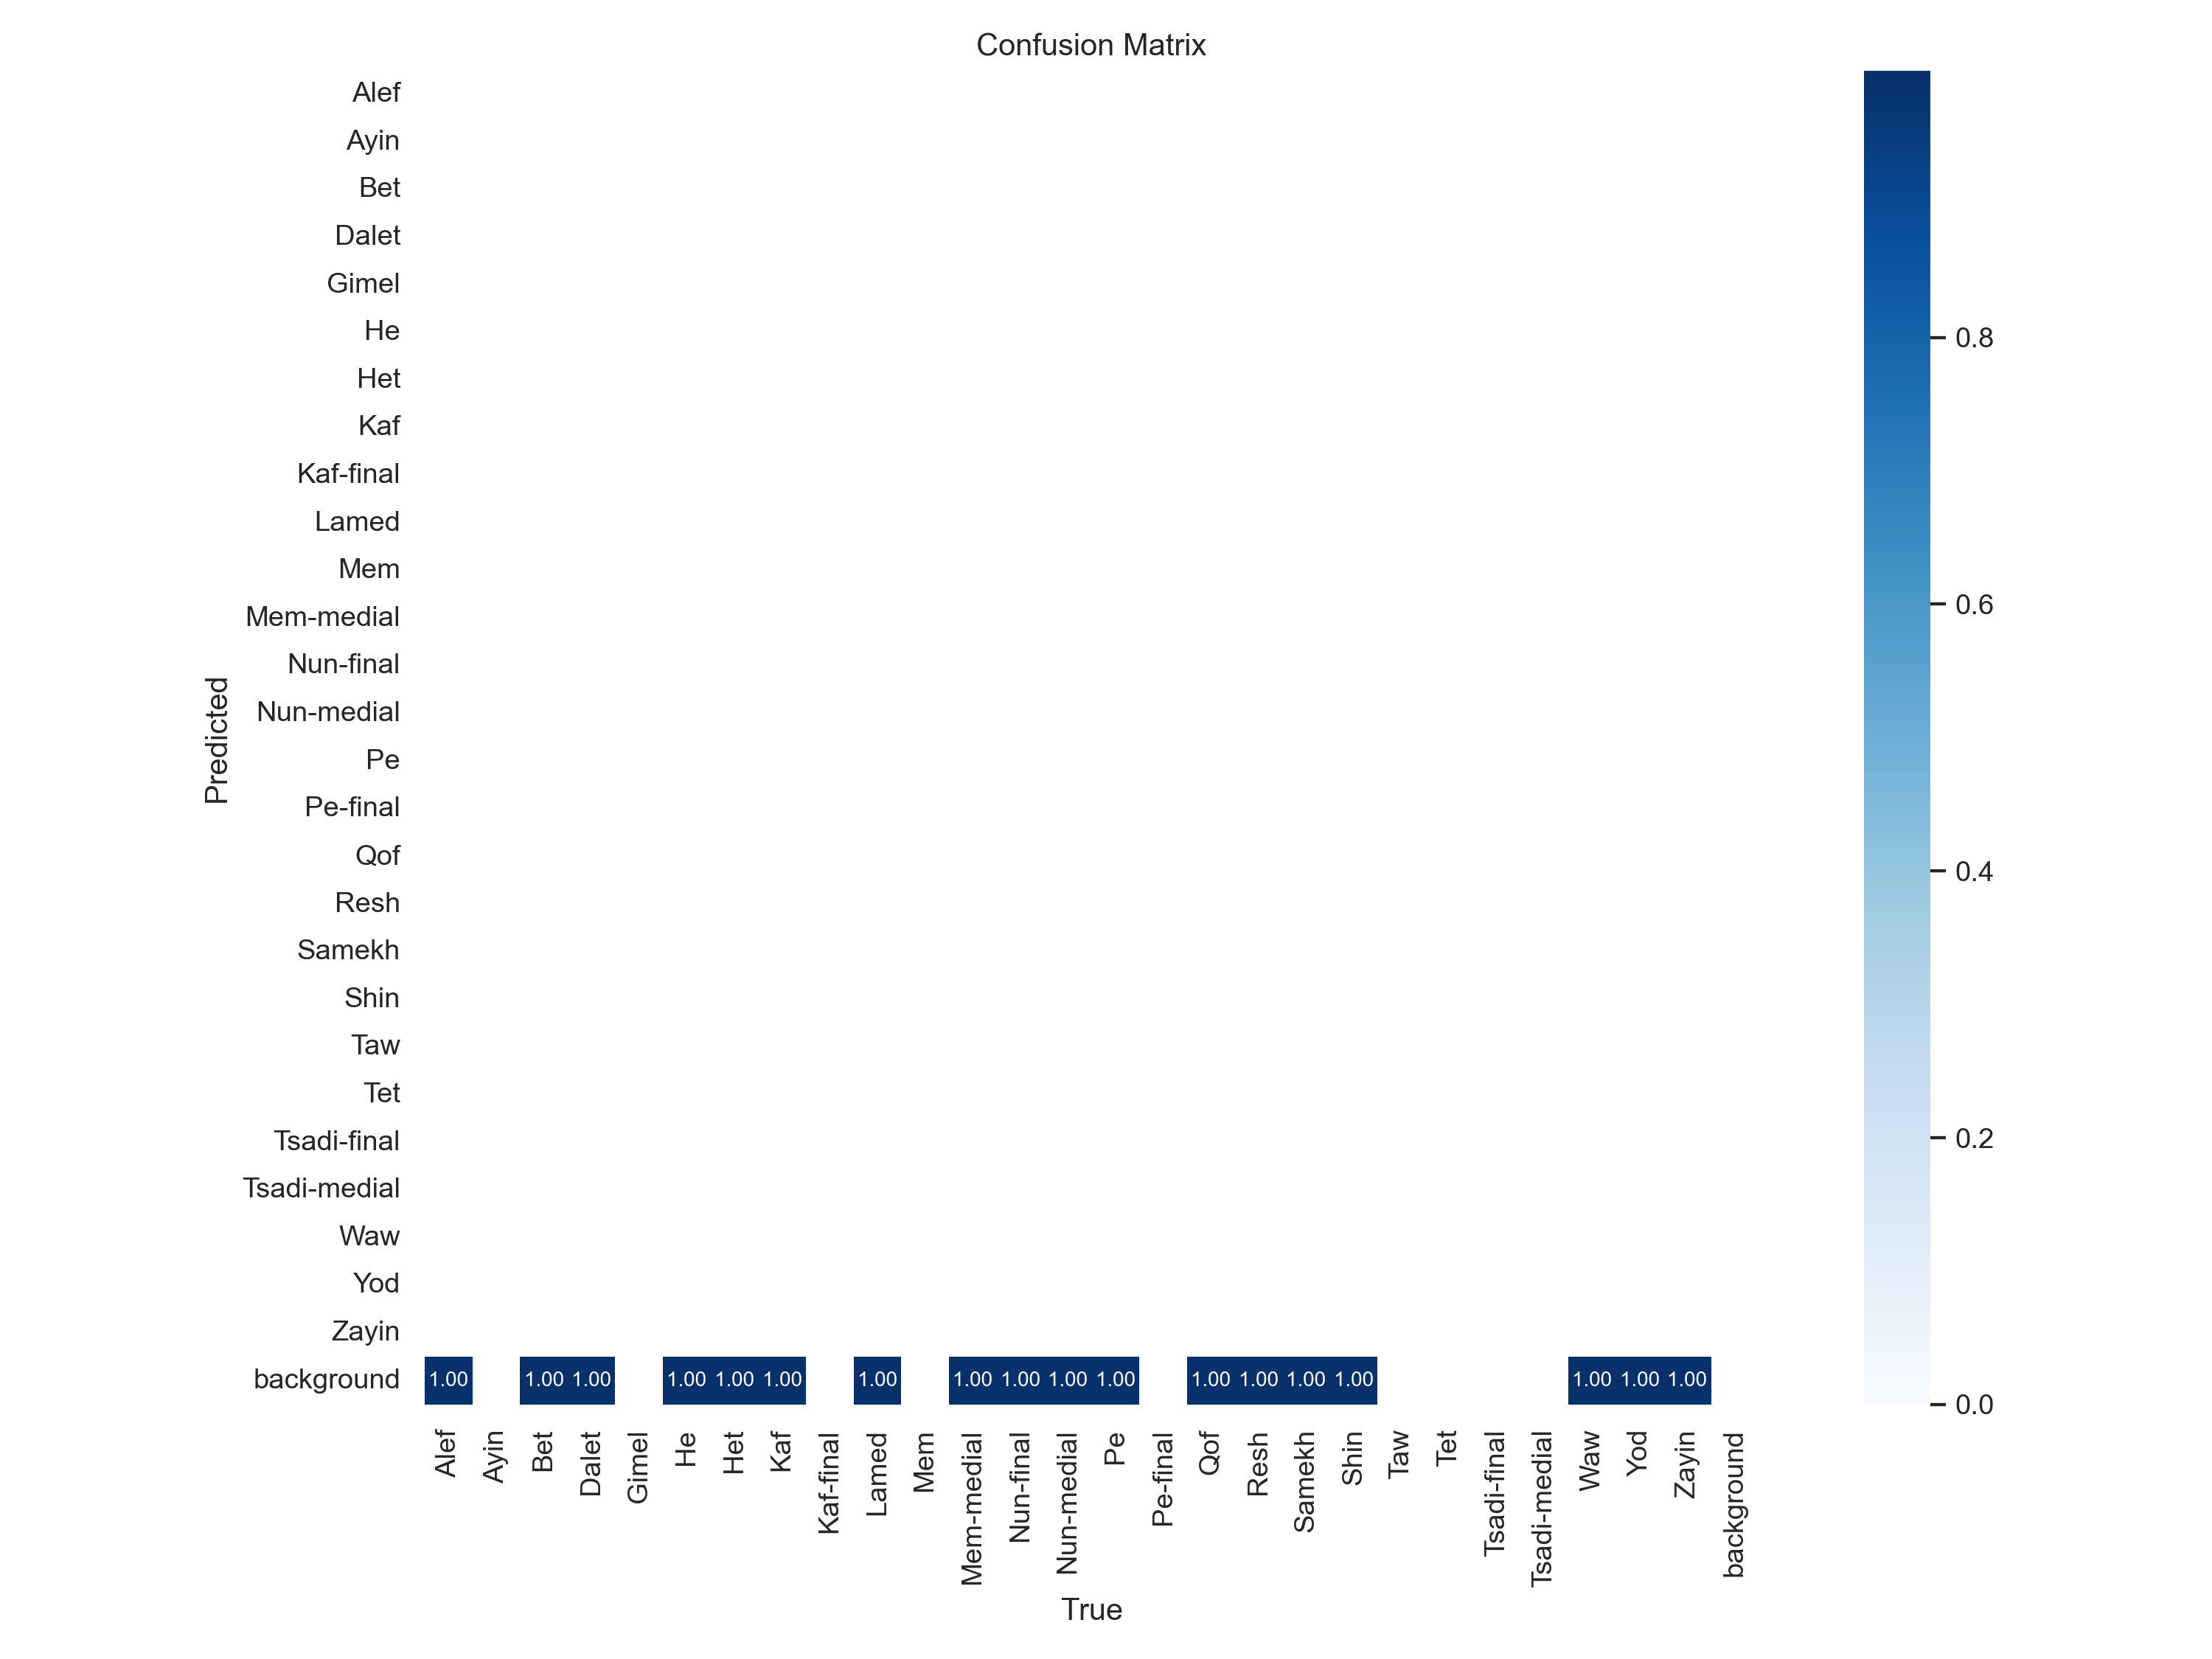 Confusion Matrix
Predicted
Alef
Ayin
Bet
Dalet
Gimel
He
Het
Kaf
Kaf-final
Lamed
Mem
Mem-medial
Nun-final
Nun-medial
Pe
Pe-final
Qof
Resh
Samekh
Shin
Taw
Tet
Tsadi-final
Tsadi-medial
Waw
Yod
Zayin
background 1.00 1.00 1.00 1.00 1.00 1.00 1.00 1.00 1.00 1.00 1.00 1.00 1.00 1.00 1.00 1.00 1.00 1.00
Alef Ayin Bet Dalet Gimel He Het Kaf Kaf-final Lamed Mem Mem-medial Nun-final Nun-medial Pe Pe-final Qof Resh Samekh Shin Taw Tet Tsadi-final Tsadi-medial Waw Yod Zayin background
True
0.8
0.6
0.4
0.2
0.0